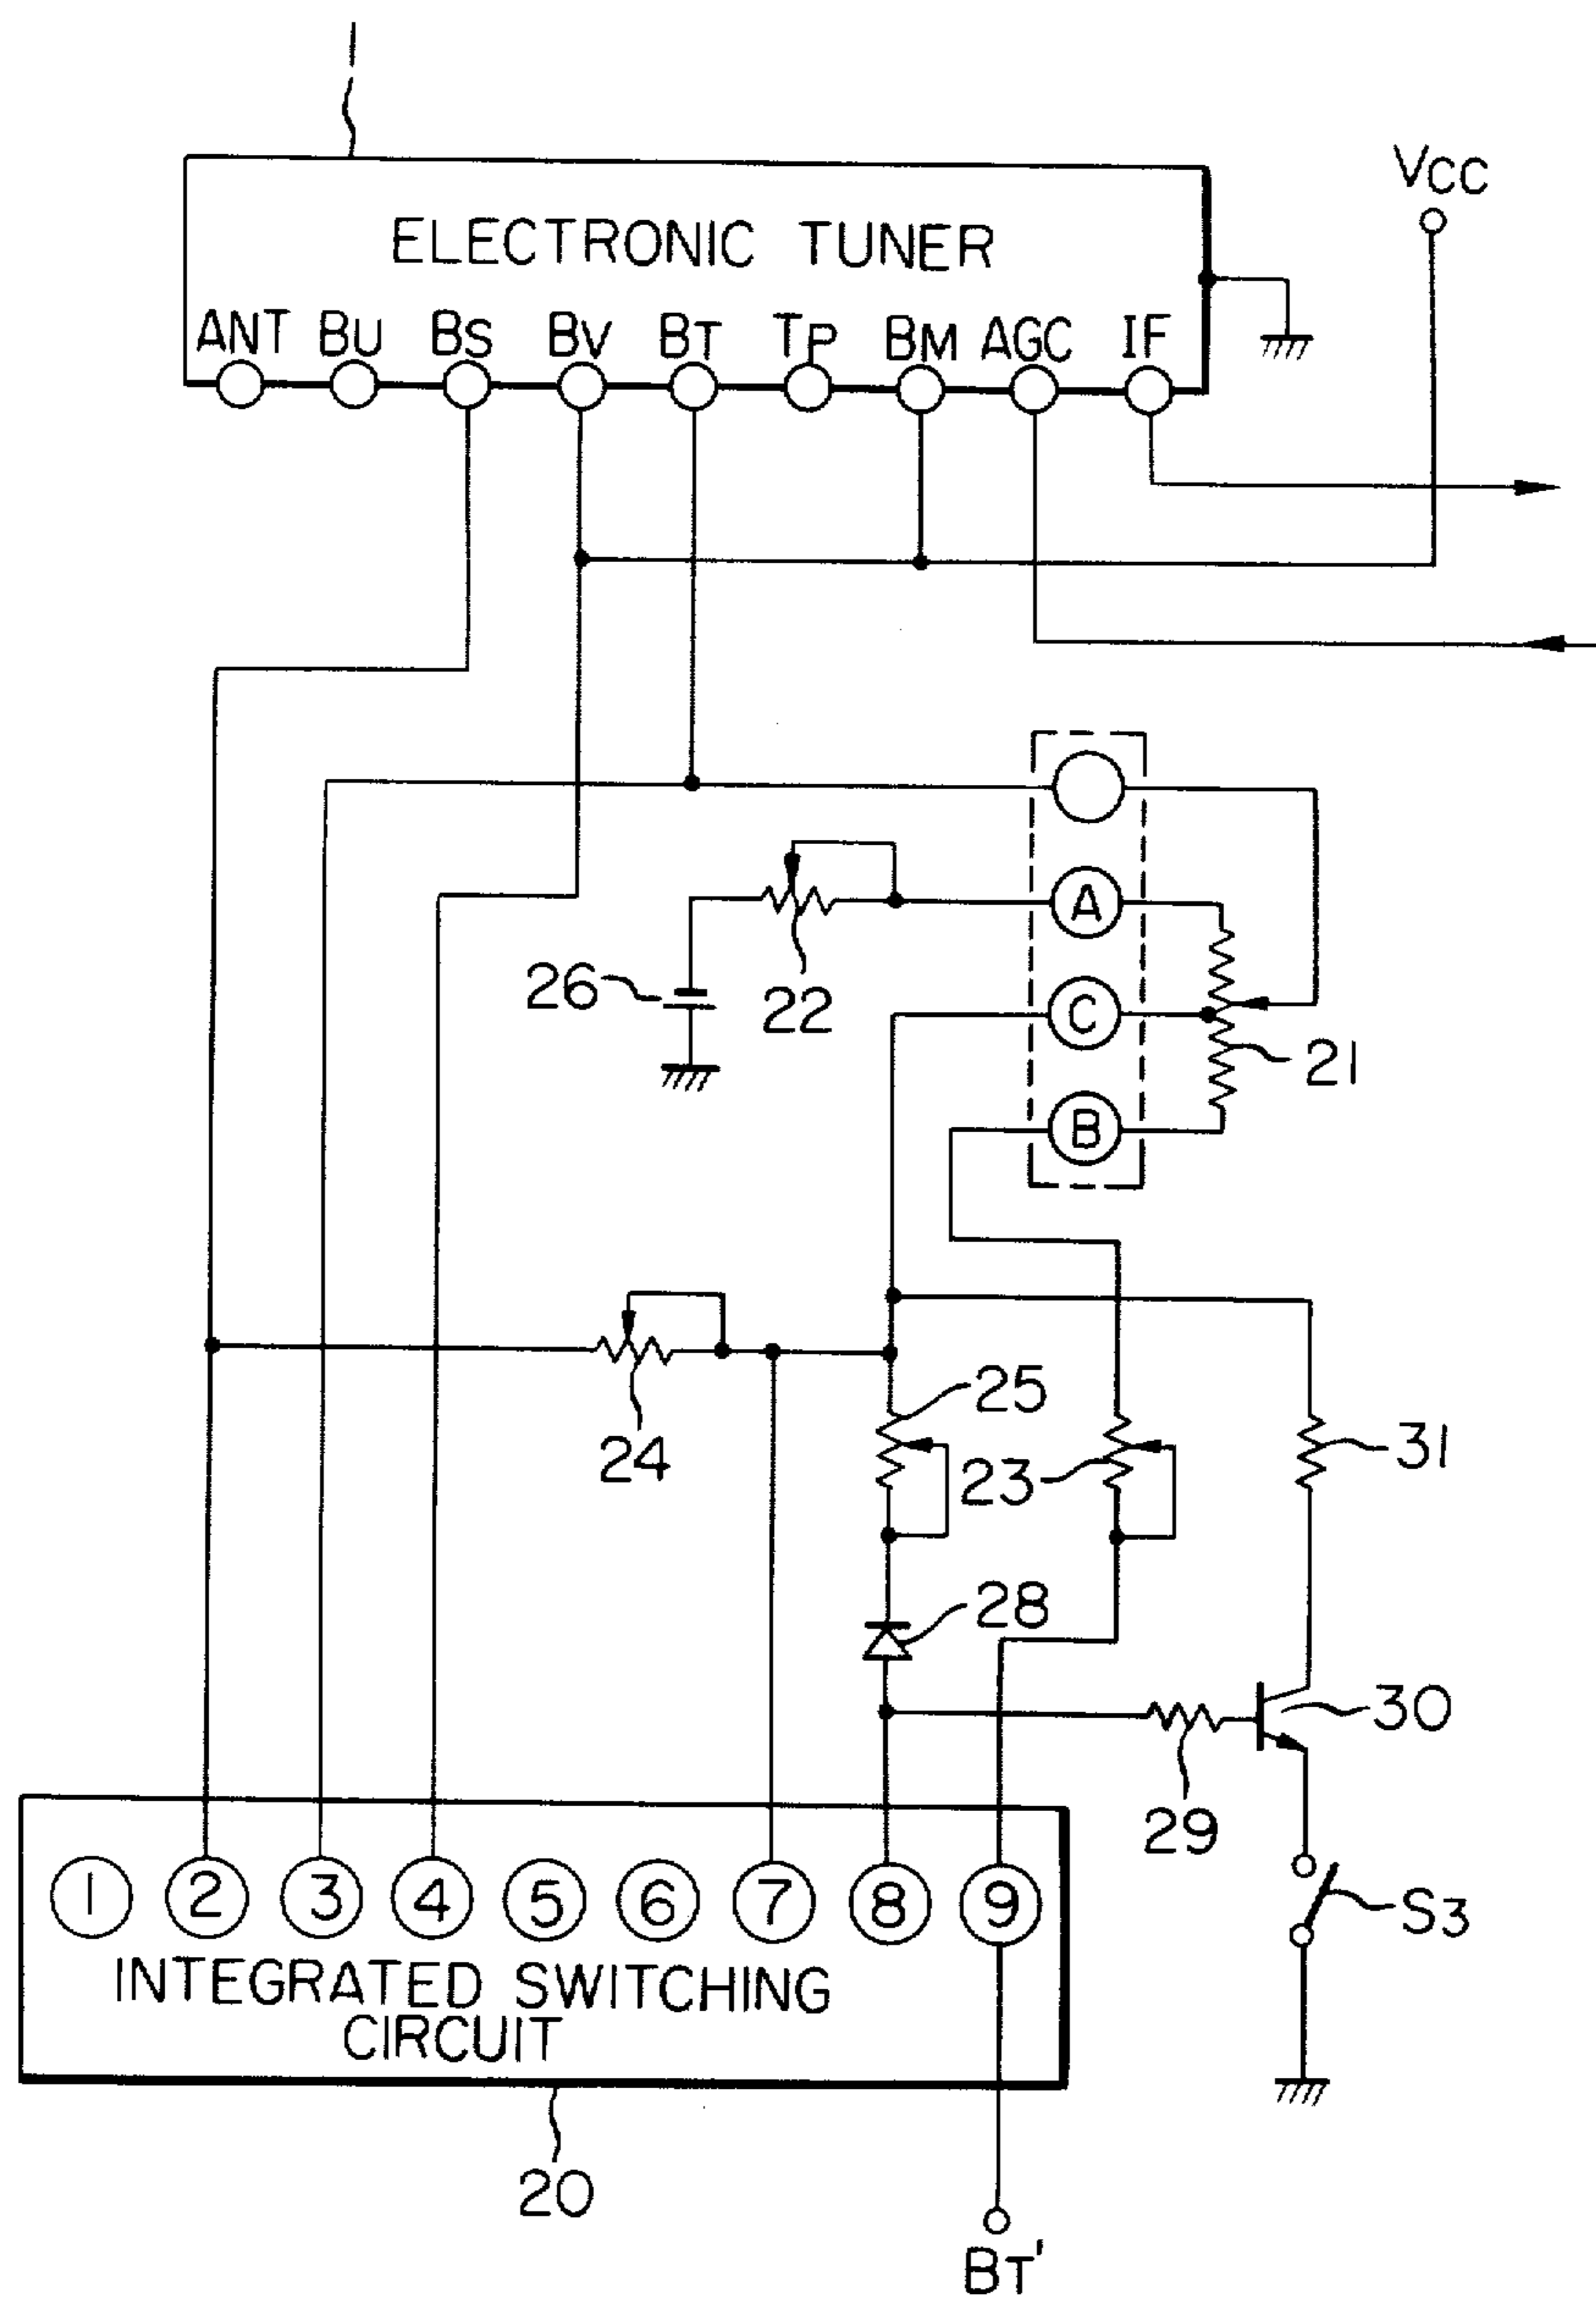 1
Vcc
ELECTRONIC TUNER
ANT BU BS BV BT TP BM AGC IF
A
26
22
C
21
B
25
24
23
31
28
30
29
1 2 3 4 5 6 7 8 9
S3
INTEGRATED SWITCHING
CIRCUIT
20
BT'